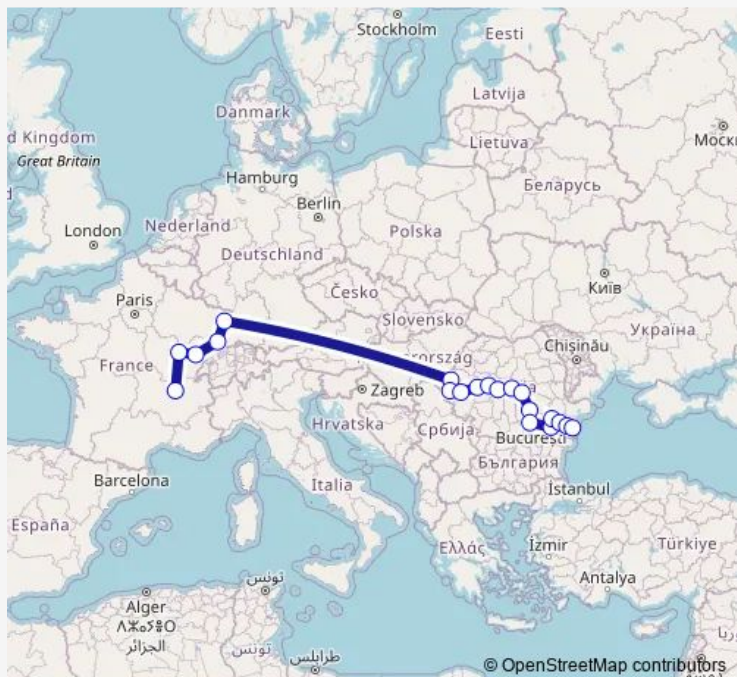 Stockholm
Eesti
Latvija
Danmark
d Kingdom
Great Britain
Lietuva
Москв
Hamburg
Беларусь
Berlin
London
Nederland
Polska
Deutschland
Київ
Paris
Česko
Slovensko
Україна
France
Chișinău
Zagreb
Hrvatska
Србија
București
България
Barcelona
Italia
İstanbul
España
Ελλάς
İzmir
Türkiye
Antalya
تونس
Alger
ⴷⵣⴰⵢⴻⵔ
الجزائر
تونس
طرابلس
© OpenStreetMap contributors